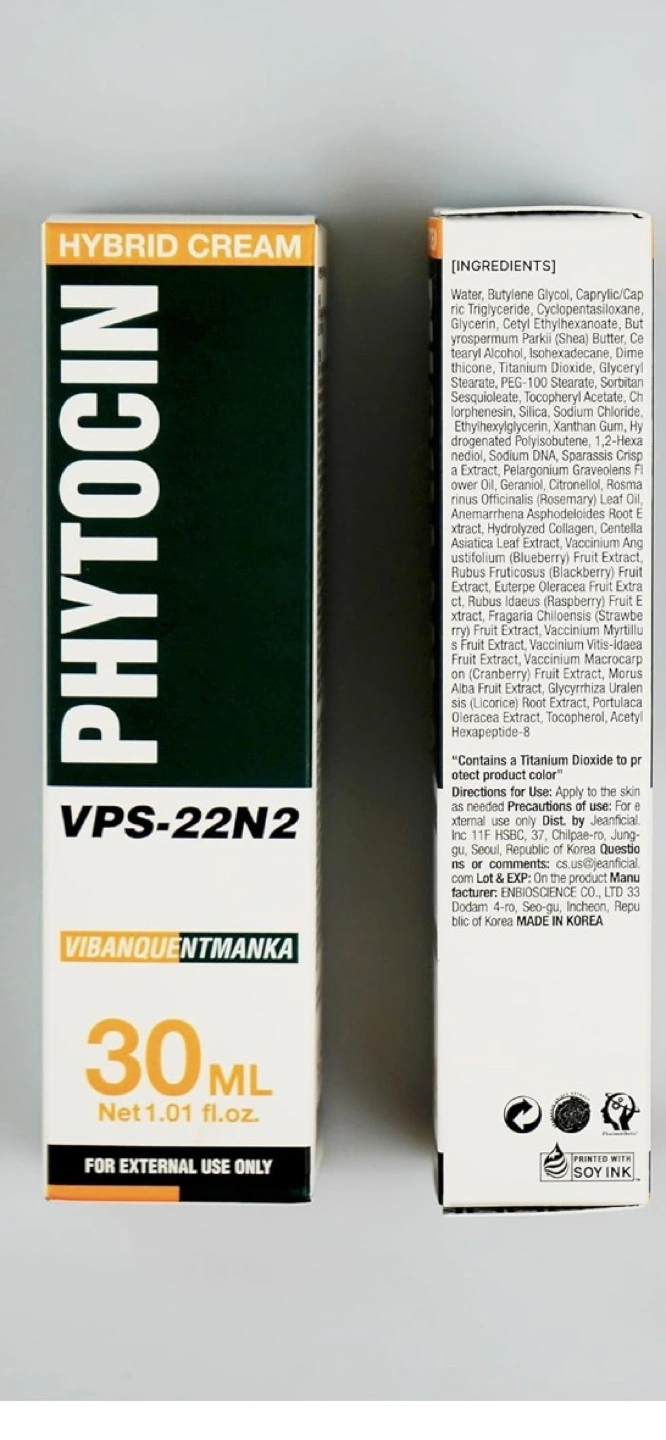 HYBRID CREAM
PHYTOCIN
VPS-22N2
VIBANQUENTMANKA
30 ML
Net 1.01 fl.oz.
FOR EXTERNAL USE ONLY
[INGREDIENTS]
Water, Butylene Glycol, Caprylic/Cap
ric Triglyceride, Cyclopentasiloxane,
Glycerin, Cetyl Ethylhexanoate, But
yrospermum Parkii (Shea) Butter, Ce
tearyl Alcohol, Isohexadecane, Dime
thicone, Titanium Dioxide, Glyceryl
Stearate, PEG-100 Stearate, Sorbitan
Sesquioleate, Tocopheryl Acetate, Ch
lorphenesin, Silica, Sodium Chloride,
Ethylhexylglycerin, Xanthan Gum, Hy
drogenated Polyisobutene, 1,2-Hexa
nediol, Sodium DNA, Sparassis Crisp
a Extract, Pelargonium Graveolens Fl
ower Oil, Geraniol, Citronellol, Rosma
rinus Officinalis (Rosemary) Leaf Oil,
Anemarrhena Asphodeloides Root E
xtract, Hydrolyzed Collagen, Centella
Asiatica Leaf Extract, Vaccinium Ang
ustifolium (Blueberry) Fruit Extract,
Rubus Fruticosus (Blackberry) Fruit
Extract, Euterpe Oleracea Fruit Extra
ct, Rubus Idaeus (Raspberry) Fruit E
xtract, Fragaria Chiloensis (Strawbe
rry) Fruit Extract, Vaccinium Myrtillu
s Fruit Extract, Vaccinium Vitis-Idaea
Fruit Extract, Vaccinium Macrocarp
on (Cranberry) Fruit Extract, Morus
Alba Fruit Extract, Glycyrrhiza Uralen
sis (Licorice) Root Extract, Portulaca
Oleracea Extract, Tocopherol, Acetyl
Hexapeptide-8
"Contains a Titanium Dioxide to pr
otect product color"
Directions for Use: Apply to the skin
as needed Precautions of use: For e
xternal use only Dist. by Jeanficial.
Inc 11F HSBC, 37, Chilpae-ro, Jung-
gu, Seoul, Republic of Korea Questio
ns or comments: cs.us@jeanficial.
com Lot & EXP: On the product Manu
facturer: ENBIOSCIENCE CO., LTD 33
Dodam 4-ro, Seo-gu, Incheon, Repu
blic of Korea MADE IN KOREA
PRINTED WITH
SOY INK